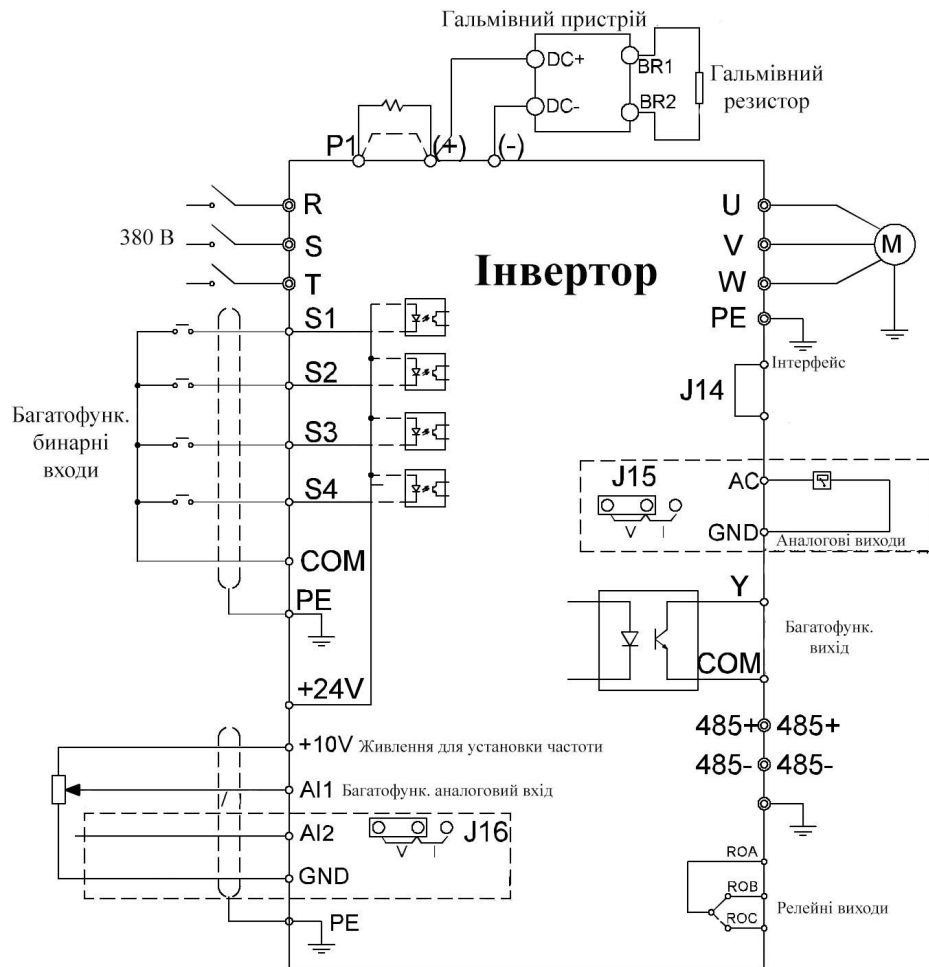 Гальмівний пристрій
DC+
BR1
DC-
BR2
Гальмівний
резистор
P1
(+)
(-)
R
380 В
S
T
Інвертор
U
V
W
M
PE
S1
S2
S3
S4
Багатофунк.
бинарні
входи
COM
PE
+24V
Інтерфейс
J14
J15
V I
AO
GND
Аналогові виходи
Y
COM
Багатофунк.
вихід
+10V Живлення для установки частоти
AI1 Багатофунк. аналоговий вхід
AI2
J16
V I
GND
PE
485+ 485+
485- 485-
ROA
ROB
ROC
Релейні виходи